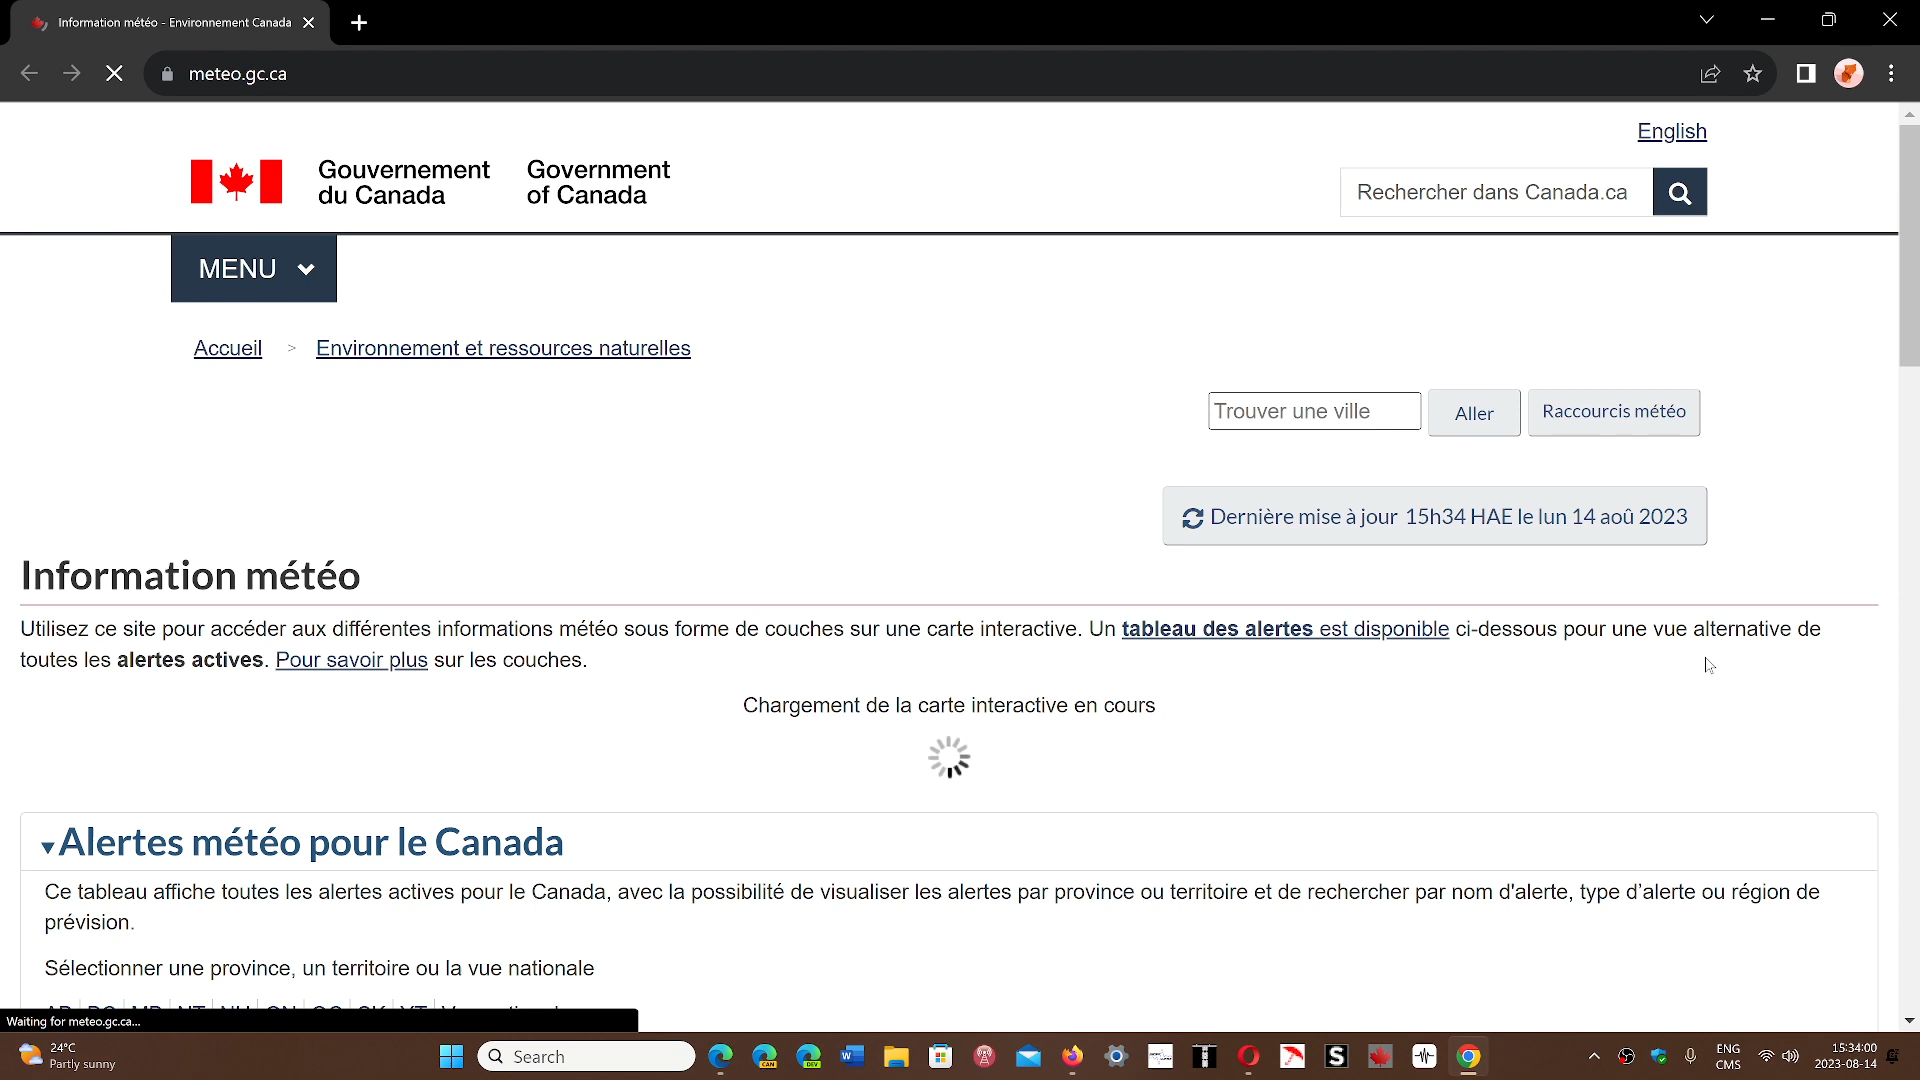 Information météo - Environnement Canada
meteo.gc.ca
English
Gouvernement du Canada
Government of Canada
Rechercher dans Canada.ca
MENU
Accueil > Environnement et ressources naturelles
Trouver une ville
Aller
Raccourcis météo
Dernière mise à jour 15h34 HAE le lun 14 aoû 2023
Information météo
Utilisez ce site pour accéder aux différentes informations météo sous forme de couches sur une carte interactive. Un tableau des alertes est disponible ci-dessous pour une vue alternative de
toutes les alertes actives. Pour savoir plus sur les couches.
Chargement de la carte interactive en cours
Alertes météo pour le Canada
Ce tableau affiche toutes les alertes actives pour le Canada, avec la possibilité de visualiser les alertes par province ou territoire et de rechercher par nom d'alerte, type d'alerte ou région de
prévision.
Sélectionner une province, un territoire ou la vue nationale
Waiting for meteo.gc.ca...
24°C
Partly sunny
Search
CAN
DEV
ENG
CMS
15:34:00
2023-08-14